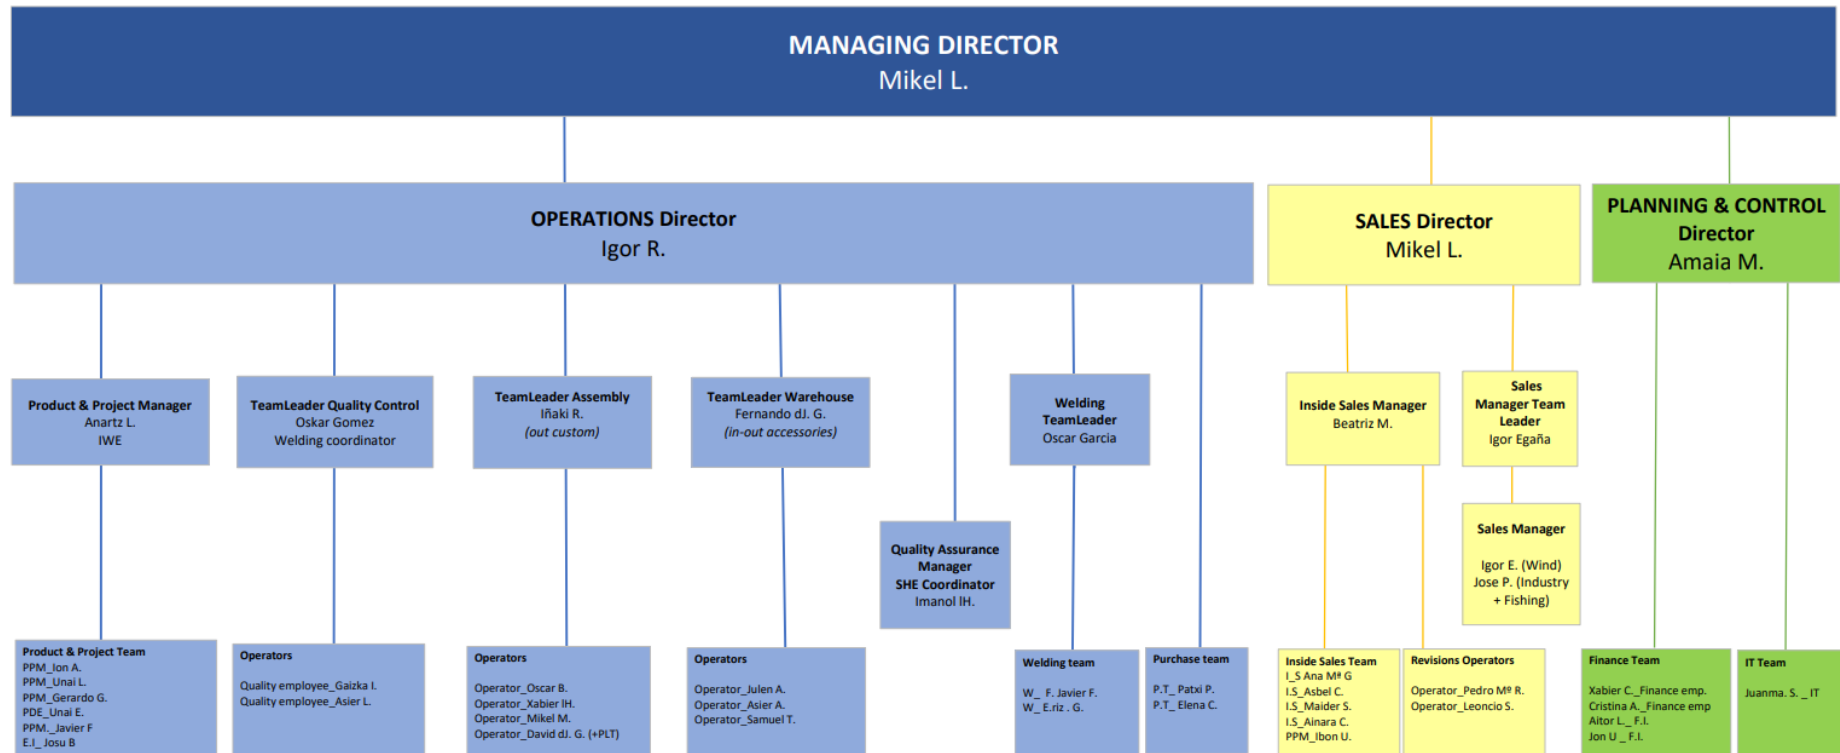 MANAGING DIRECTOR
Mikel L.
OPERATIONS Director
Igor R.
SALES Director
Mikel L.
PLANNING & CONTROL
Director
Amaia M.
Product & Project Manager
Anartz L.
IWE
TeamLeader Quality Control
Oskar Gomez
Welding coordinator
TeamLeader Assembly
Iñaki R.
(out custom)
TeamLeader Warehouse
Fernando dJ. G.
(in-out accessories)
Quality Assurance
Manager
SHE Coordinator
Imanol IH.
Welding
TeamLeader
Oscar Garcia
Inside Sales Manager
Beatriz M.
Sales
Manager Team
Leader
Igor Egaña
Sales Manager
Igor E. (Wind)
Jose P. (Industry
+ Fishing)
Product & Project Team
PPM_Ion A.
PPM_Unai L.
PPM_Gerardo G.
PDE_Unai E.
PPM._Javier F
E.I_ Josu B
Operators
Quality employee_Gaizka I.
Quality employee_Asier L.
Operators
Operator_Oscar B.
Operator_Xabier IH.
Operator_Mikel M.
Operator_David dJ. G. (+PLT)
Operators
Operator_Julen A.
Operator_Asier A.
Operator_Samuel T.
Welding team
W_ F. Javier F.
W_ E.riz . G.
Purchase team
P.T_ Patxi P.
P.T_ Elena C.
Inside Sales Team
I_S Ana Mª G
I.S_Asbel C.
I.S_Maider S.
I.S_Ainara C.
PPM_Ibon U.
Revisions Operators
Operator_Pedro Mº R.
Operator_Leoncio S.
Finance Team
Xabier C._Finance emp.
Cristina A._Finance emp
Aitor L._ F.I.
Jon U _ F.I.
IT Team
Juanma. S. _ IT